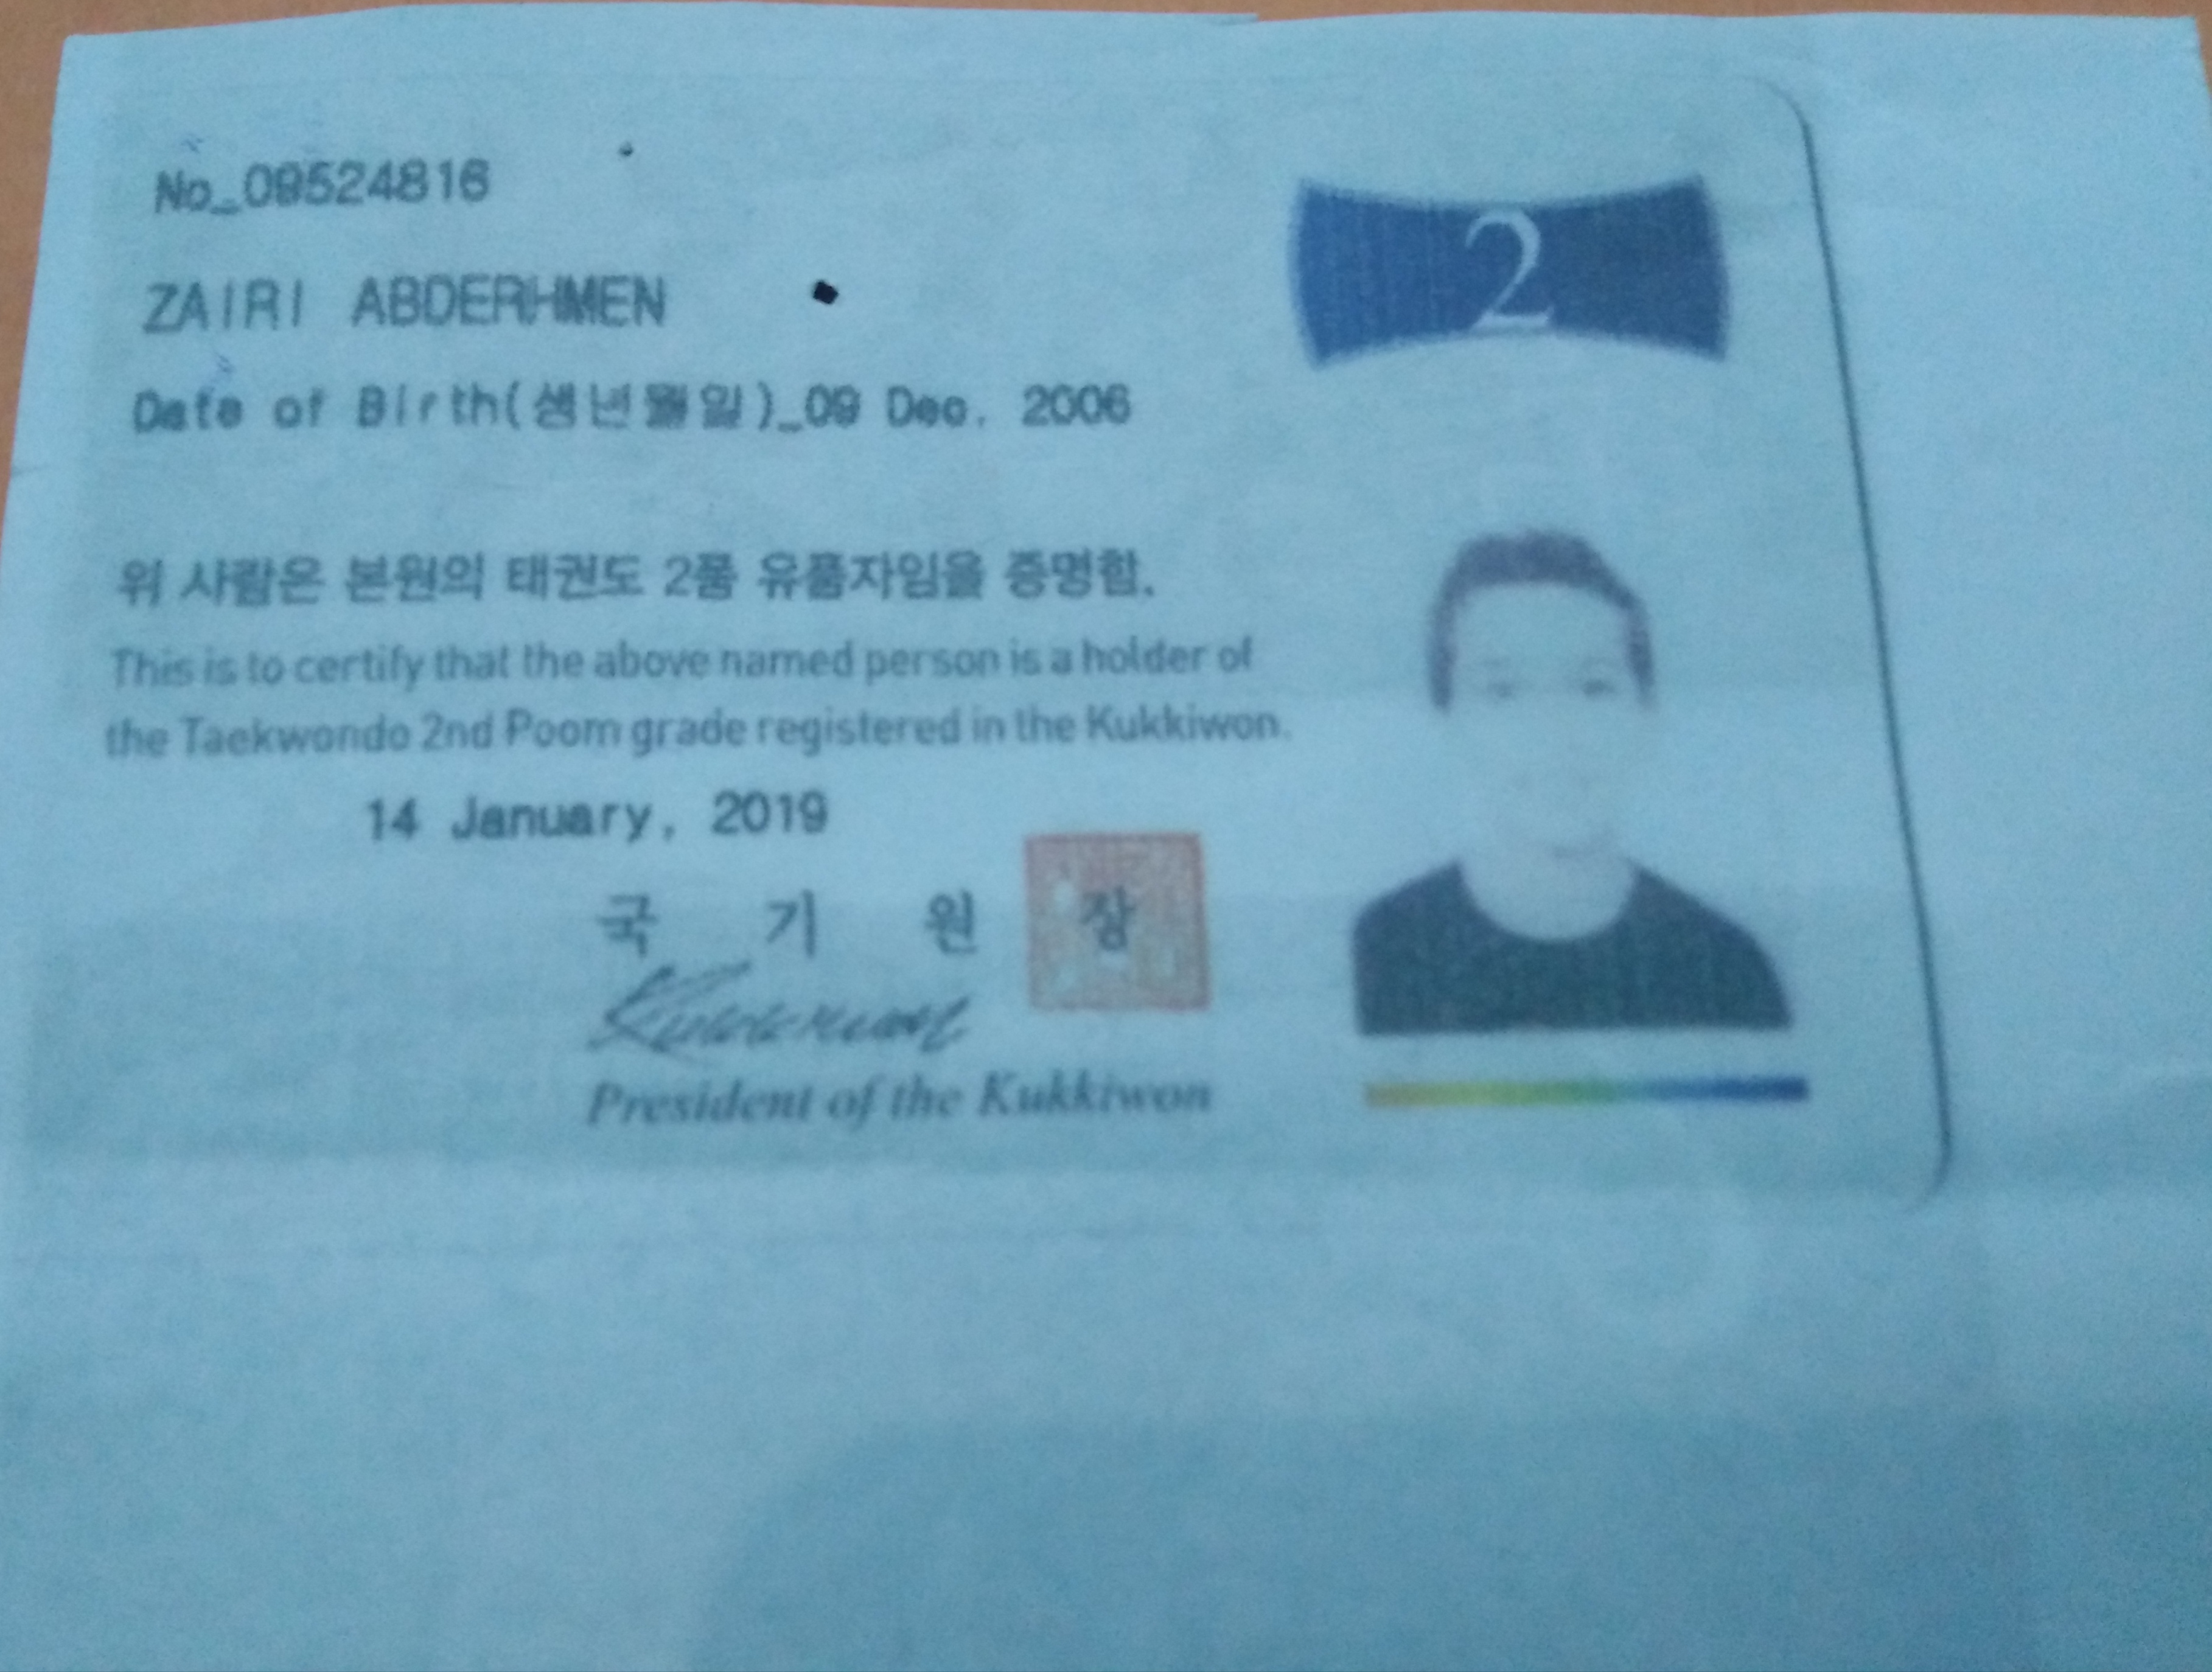 No_09524816
2
ZAIRI ABDERHMEN
Date of Birth(생년월일)_09 Dec. 2006
위 사람은 본원의 태권도 2품 유품자임을 증명함.
This is to certify that the above named person is a holder of
the Taekwondo 2nd Poom grade registered in the Kukkiwon.
14 January, 2019
국 기 원 장
Kukkiwon
President of the Kukkiwon